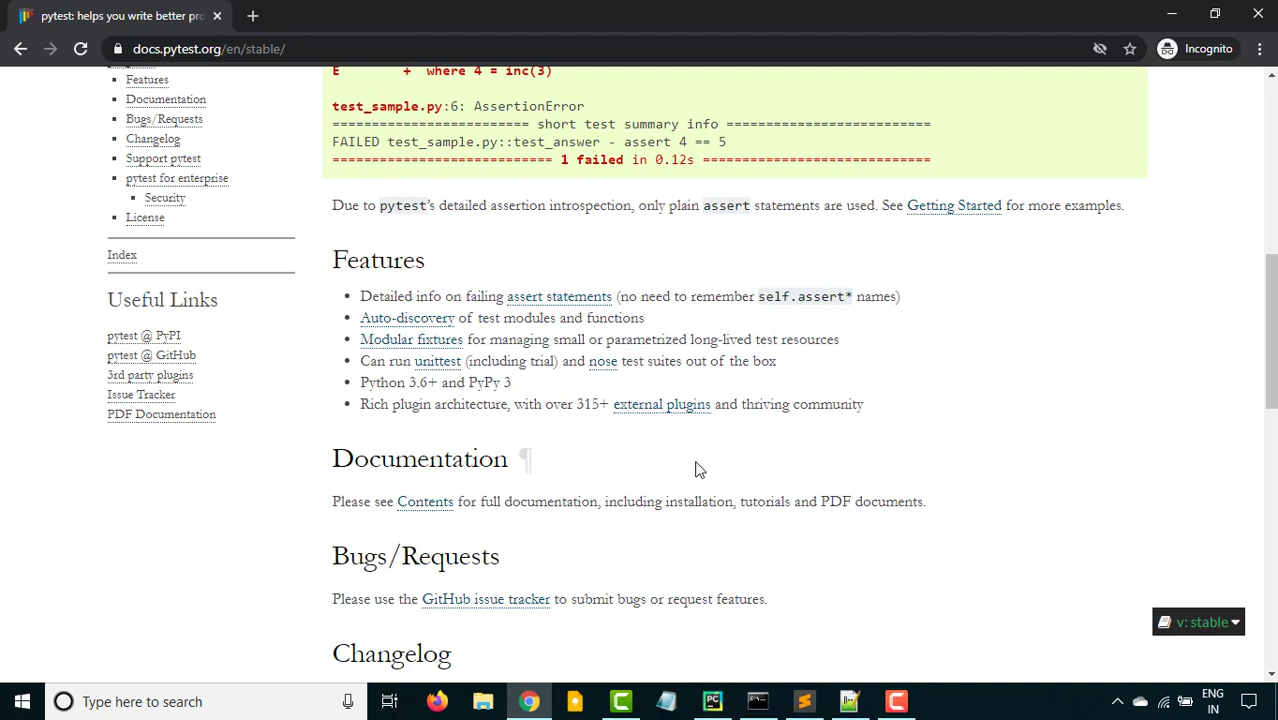 pytest: helps you write better pro
docs.pytest.org/en/stable/
Incognito
Features
Documentation
Bugs/Requests
Changelog
Support pytest
pytest for enterprise
Security
License
Index
Useful Links
pytest @ PyPI
pytest @ GitHub
3rd party plugins
Issue Tracker
PDF Documentation
E + where 4 = inc(3)
test_sample.py:6: AssertionError
========================= short test summary info ==========================
FAILED test_sample.py::test_answer - assert 4 == 5
============================ 1 failed in 0.12s =============================
Due to pytest’s detailed assertion introspection, only plain assert statements are used. See Getting Started for more examples.
Features
• Detailed info on failing assert statements (no need to remember self.assert* names)
• Auto-discovery of test modules and functions
• Modular fixtures for managing small or parametrized long-lived test resources
• Can run unittest (including trial) and nose test suites out of the box
• Python 3.6+ and PyPy 3
• Rich plugin architecture, with over 315+ external plugins and thriving community
Documentation ¶
Please see Contents for full documentation, including installation, tutorials and PDF documents.
Bugs/Requests
Please use the GitHub issue tracker to submit bugs or request features.
Changelog
v: stable
Type here to search
PC
ENG
IN
7:19 PM